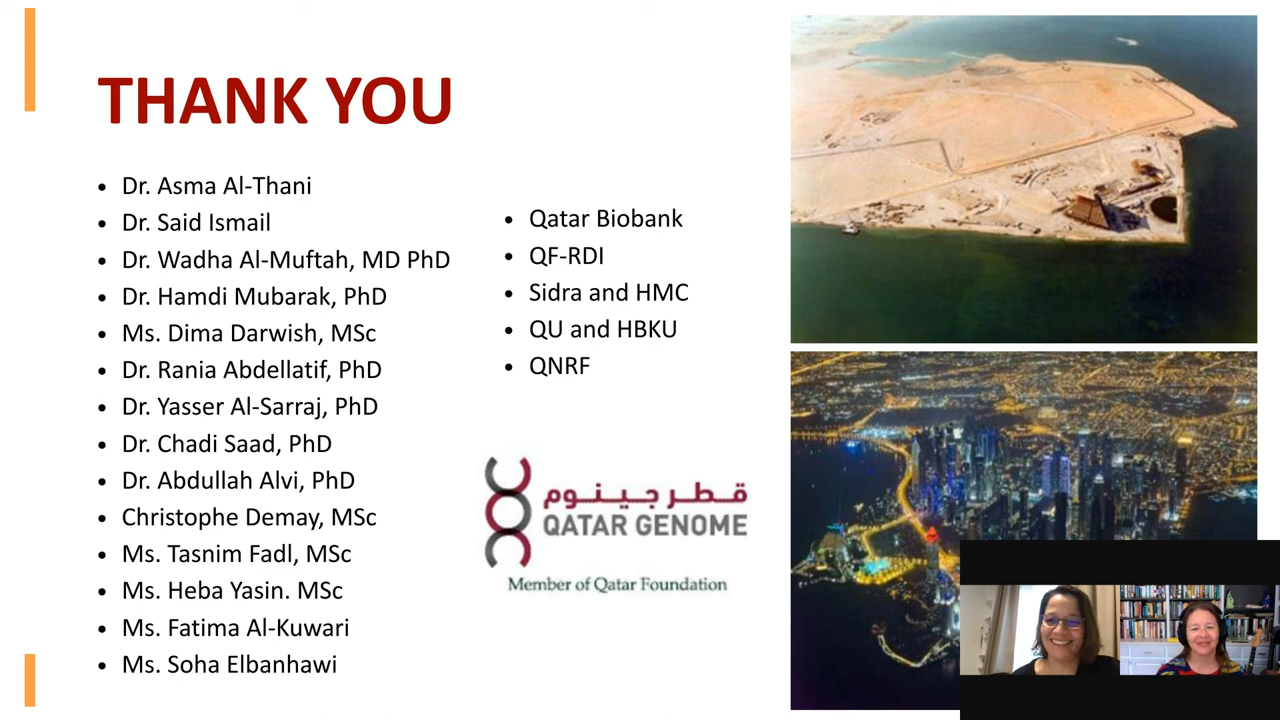 THANK YOU
Dr. Asma Al-Thani
Dr. Said Ismail
Dr. Wadha Al-Muftah, MD PhD
Dr. Hamdi Mubarak, PhD
Ms. Dima Darwish, MSc
Dr. Rania Abdellatif, PhD
Dr. Yasser Al-Sarraj, PhD
Dr. Chadi Saad, PhD
Dr. Abdullah Alvi, PhD
Christophe Demay, MSc
Ms. Tasnim Fadl, MSc
Ms. Heba Yasin. MSc
Ms. Fatima Al-Kuwari
Ms. Soha Elbanhawi
Qatar Biobank
QF-RDI
Sidra and HMC
QU and HBKU
QNRF
قطر جينوم
QATAR GENOME
Member of Qatar Foundation